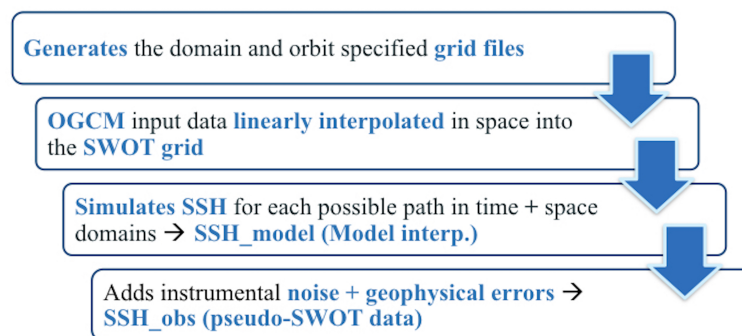 Generates the domain and orbit specified grid files
OGCM input data linearly interpolated in space into
the SWOT grid
Simulates SSH for each possible path in time + space
domains → SSH_model (Model interp.)
Adds instrumental noise + geophysical errors →
SSH_obs (pseudo-SWOT data)